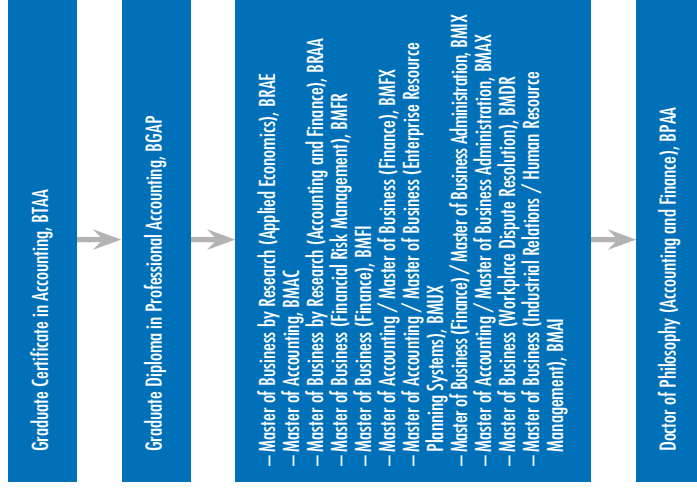 Graduate Certificate in Accounting, BTAA
Graduate Diploma in Professional Accounting, BGAP
– Master of Business by Research (Applied Economics), BRAE
– Master of Accounting, BMAC
– Master of Business by Research (Accounting and Finance), BRAA
– Master of Business (Financial Risk Management), BMFR
– Master of Business (Finance), BMFI
– Master of Accounting / Master of Business (Finance), BMFX
– Master of Accounting / Master of Business (Enterprise Resource
Planning Systems), BMUX
– Master of Business (Finance) / Master of Business Administration, BMIX
– Master of Accounting / Master of Business Administration, BMAX
– Master of Business (Workplace Dispute Resolution), BMDR
– Master of Business (Industrial Relations / Human Resource
Management), BMAI
Doctor of Philosophy (Accounting and Finance), BPAA